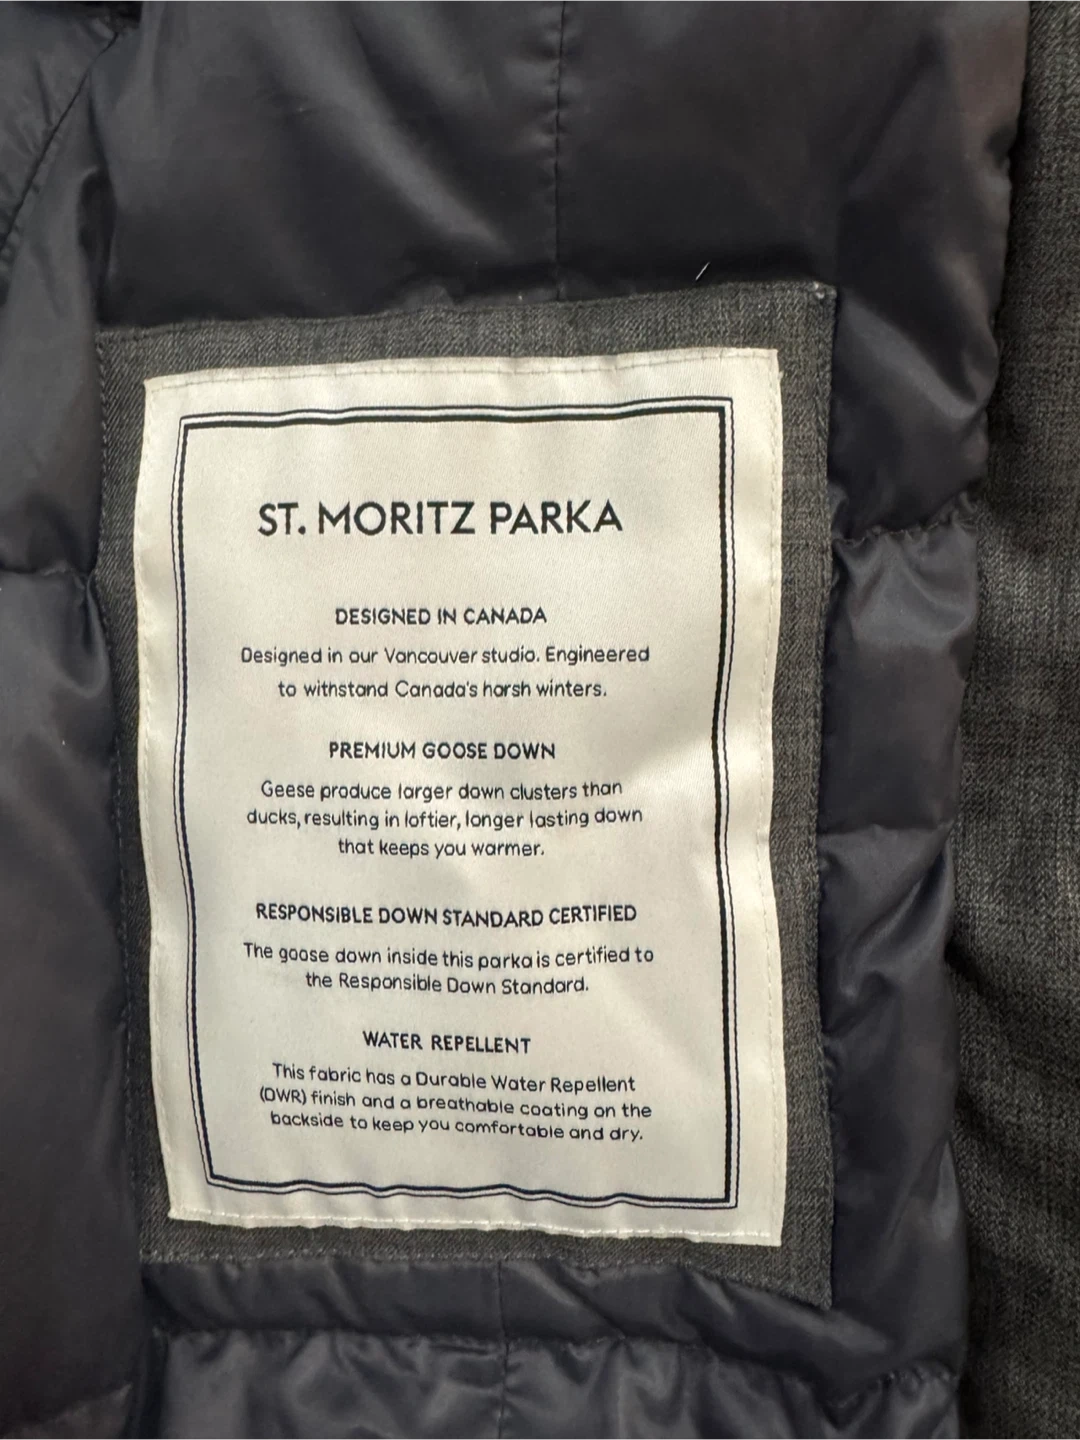 ST. MORITZ PARKA
DESIGNED IN CANADA
Designed in our Vancouver studio. Engineered
to withstand Canada's harsh winters.
PREMIUM GOOSE DOWN
Geese produce larger down clusters than
ducks, resulting in loftier, longer lasting down
that keeps you warmer.
RESPONSIBLE DOWN STANDARD CERTIFIED
The goose down inside this parka is certified to
the Responsible Down Standard.
WATER REPELLENT
This fabric has a Durable Water Repellent
(DWR) finish and a breathable coating on the
backside to keep you comfortable and dry.